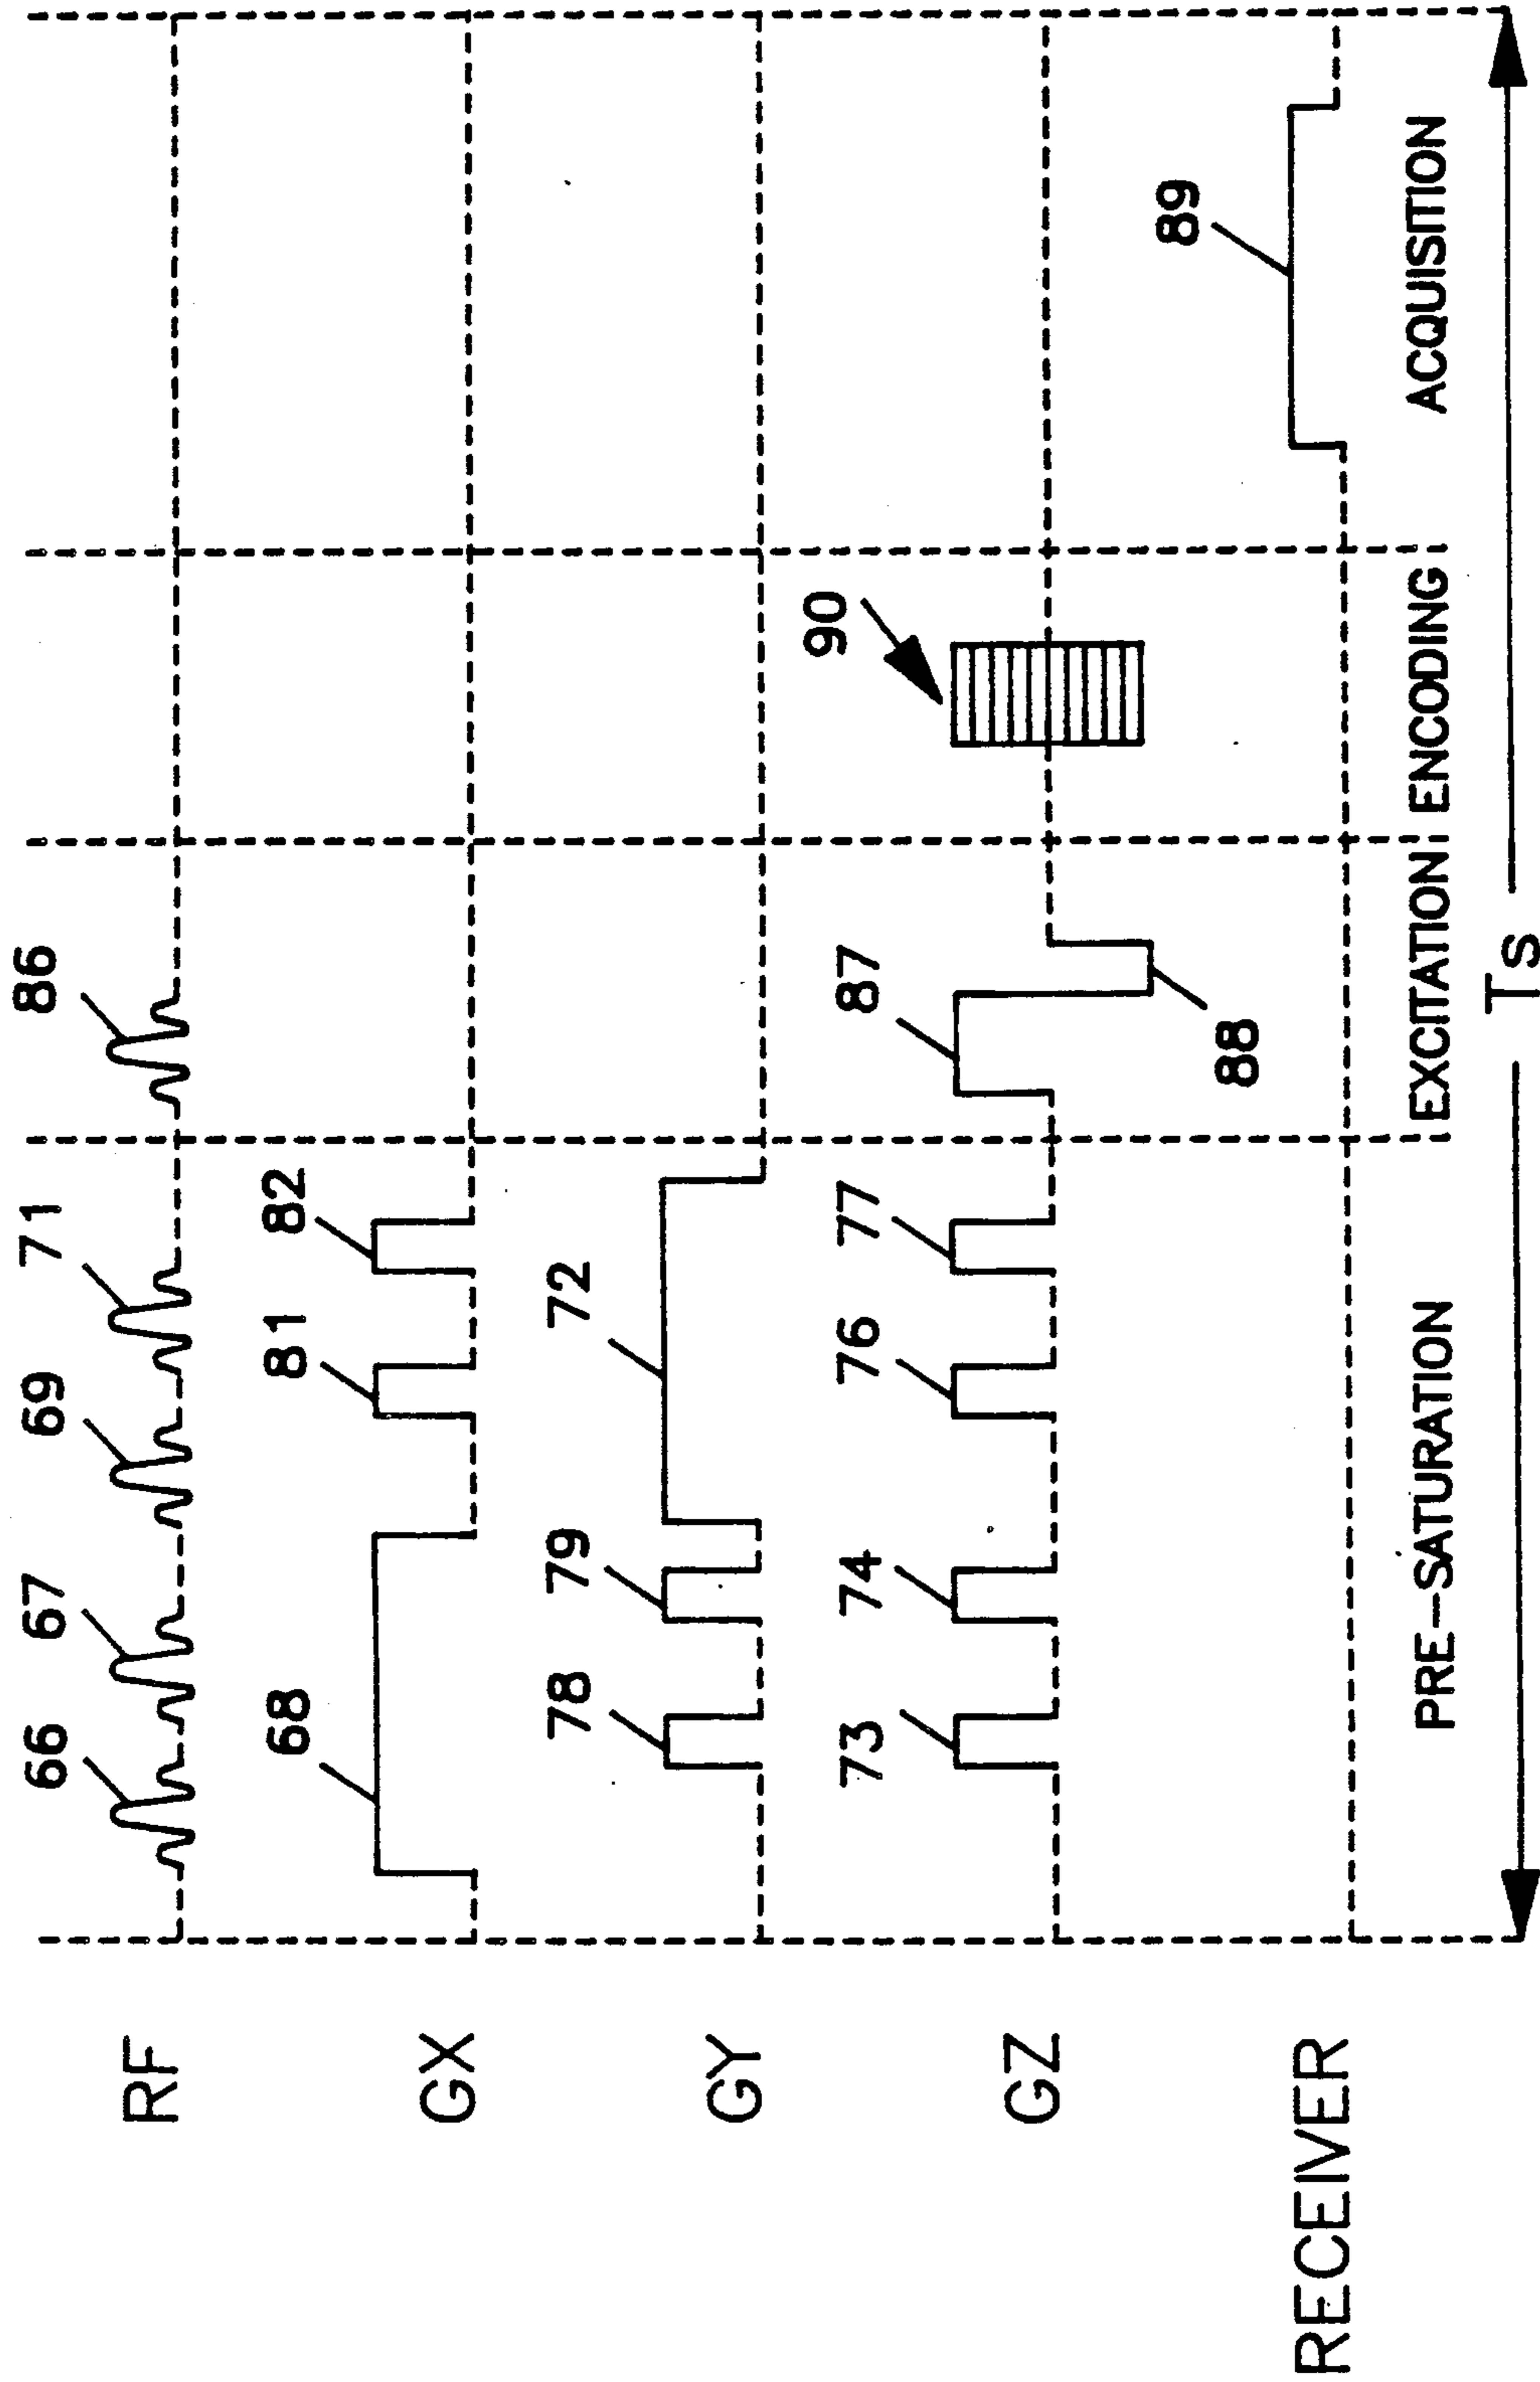 RF
66
67
69
71
86
GX
68
81
82
GY
78
79
72
GZ
73
74
76
77
87
88
90
RECEIVER
89
PRE—SATURATION
EXCITATION
ENCODING
ACQUISITION
Ts